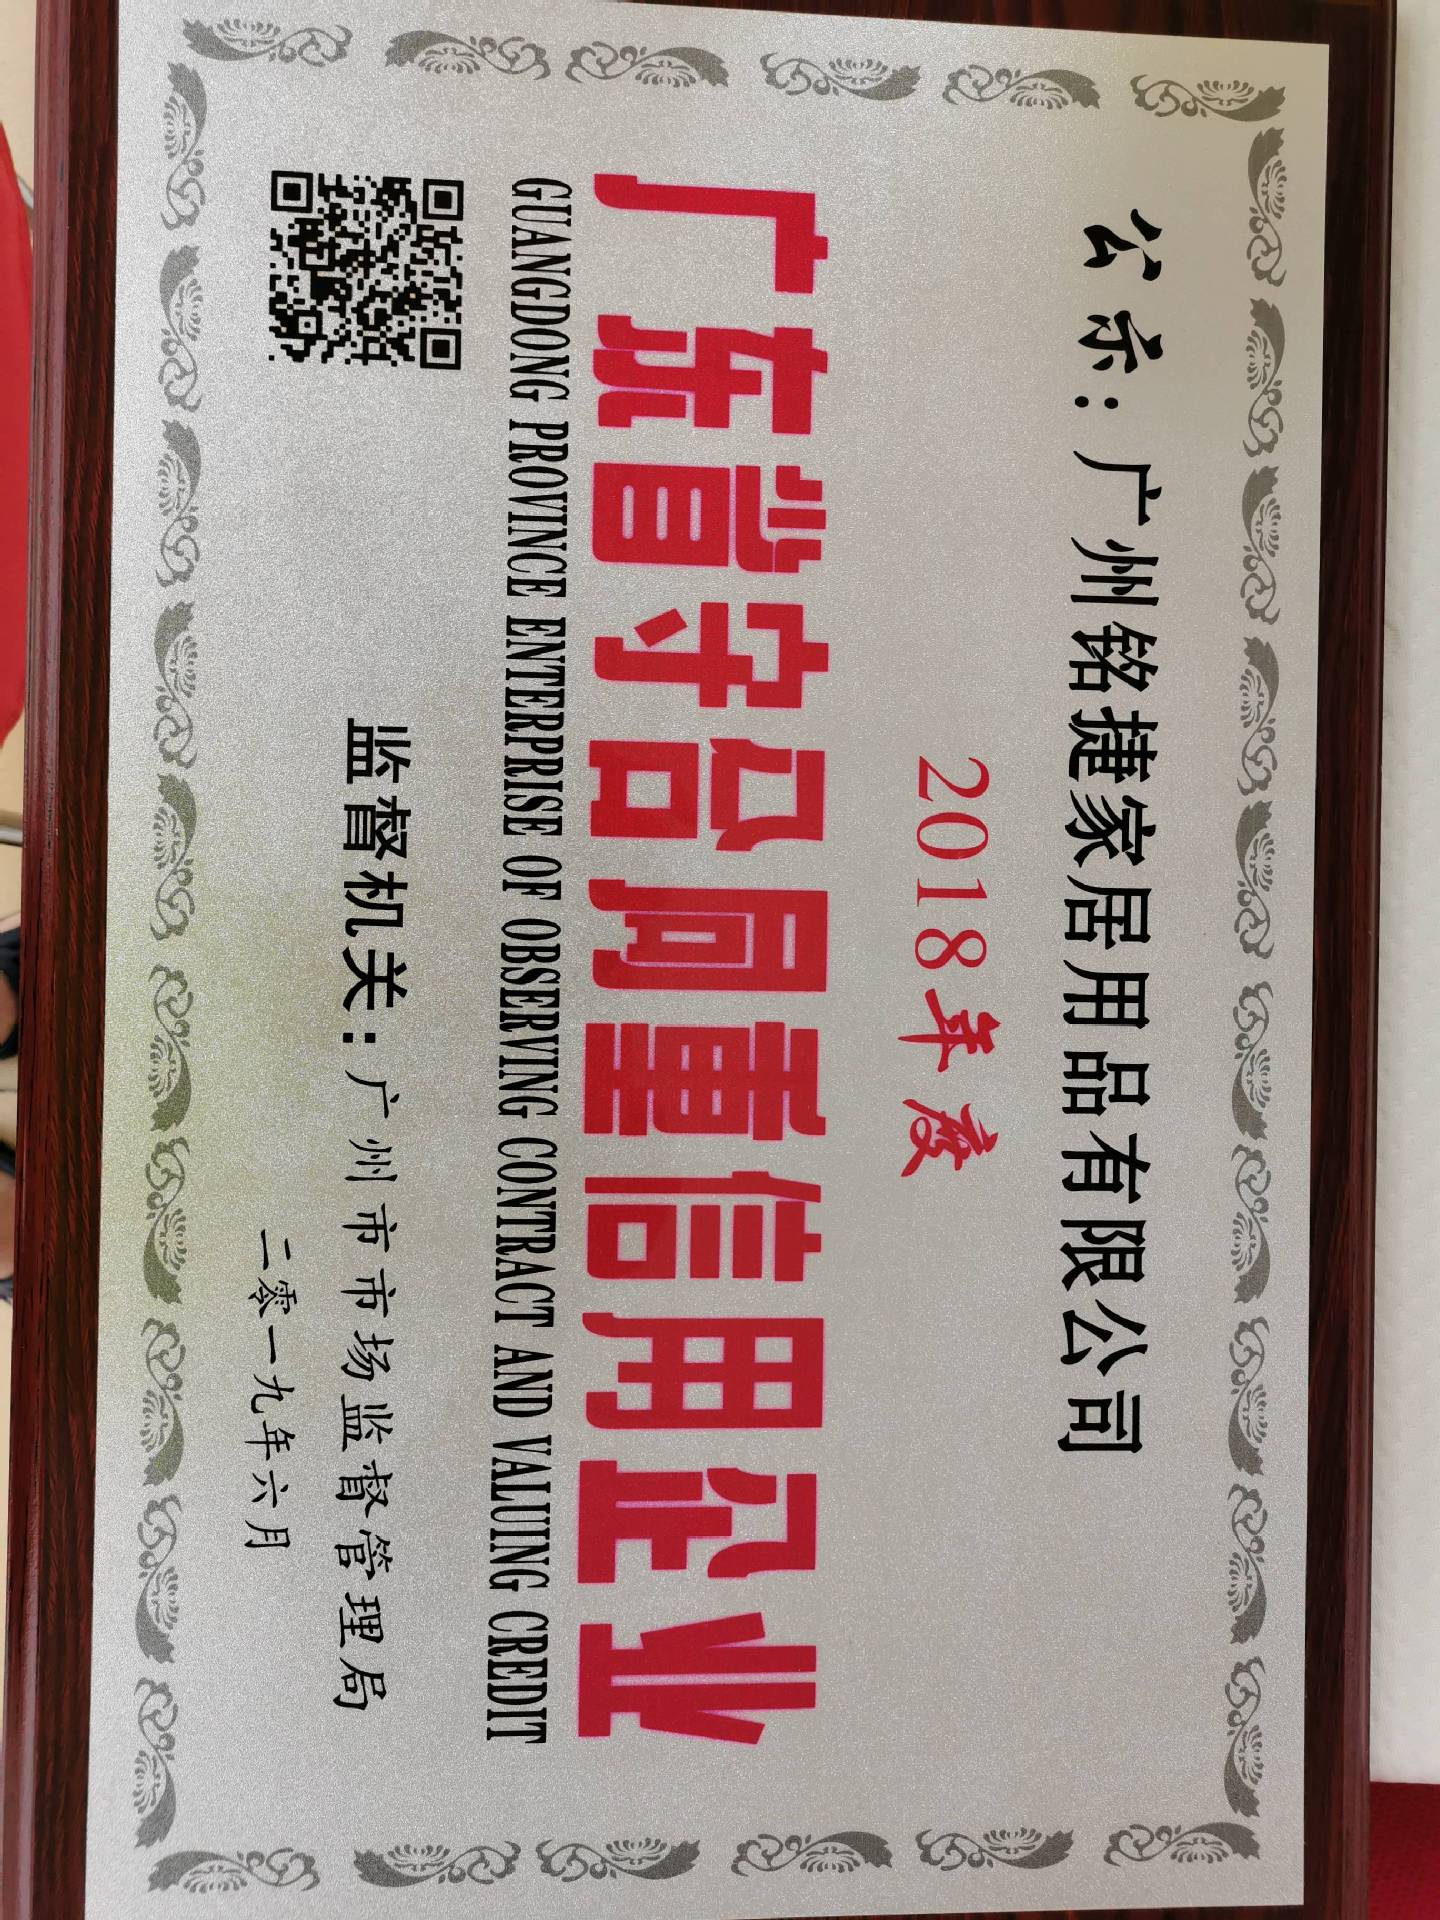 公示：广州铭捷家居用品有限公司
2018年度
广东省守合同重信用企业
GUANGDONG PROVINCE ENTERPRISE OF OBSERVING CONTRACT AND VALUING CREDIT
监督机关：广州市市场监督管理局
二零一九年六月